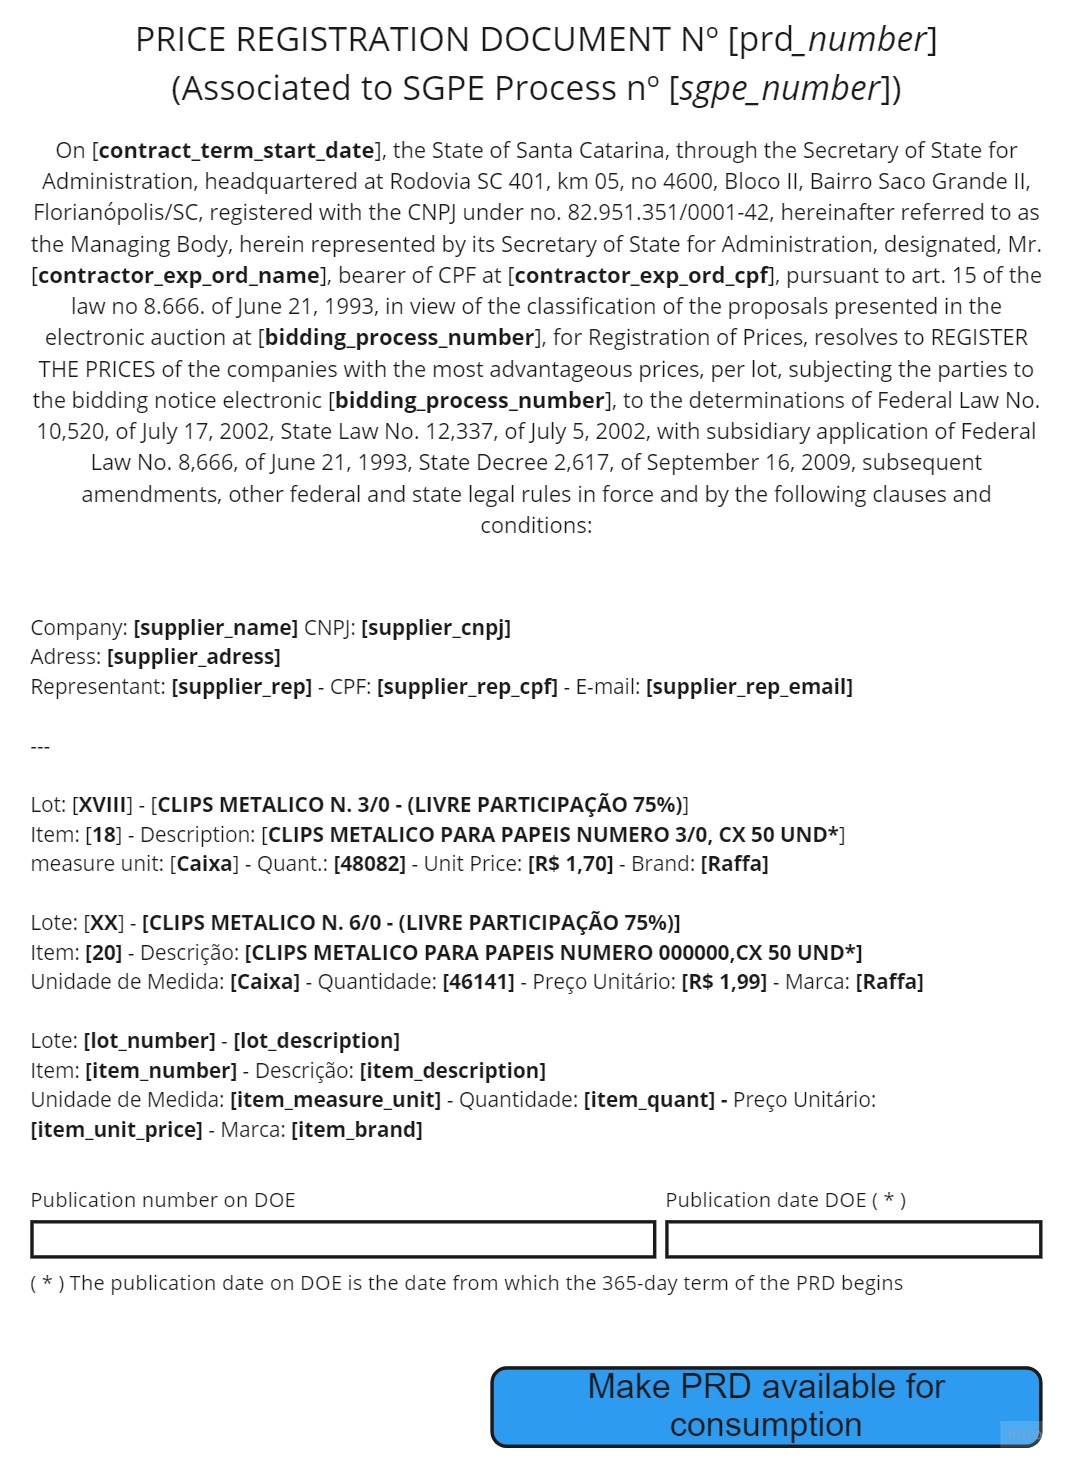 PRICE REGISTRATION DOCUMENT Nº [prd_number]
(Associated to SGPE Process nº [sgpe_number])
On [contract_term_start_date], the State of Santa Catarina, through the Secretary of State for
Administration, headquartered at Rodovia SC 401, km 05, no 4600, Bloco II, Bairro Saco Grande II,
Florianópolis/SC, registered with the CNPJ under no. 82.951.351/0001-42, hereinafter referred to as
the Managing Body, herein represented by its Secretary of State for Administration, designated, Mr.
[contractor_exp_ord_name], bearer of CPF at [contractor_exp_ord_cpf], pursuant to art. 15 of the
law no 8.666. of June 21, 1993, in view of the classification of the proposals presented in the
electronic auction at [bidding_process_number], for Registration of Prices, resolves to REGISTER
THE PRICES of the companies with the most advantageous prices, per lot, subjecting the parties to
the bidding notice electronic [bidding_process_number], to the determinations of Federal Law No.
10,520, of July 17, 2002, State Law No. 12,337, of July 5, 2002, with subsidiary application of Federal
Law No. 8,666, of June 21, 1993, State Decree 2,617, of September 16, 2009, subsequent
amendments, other federal and state legal rules in force and by the following clauses and
conditions:
Company: [supplier_name] CNPJ: [supplier_cnpj]
Adress: [supplier_adress]
Representant: [supplier_rep] - CPF: [supplier_rep_cpf] - E-mail: [supplier_rep_email]
---
Lot: [XVIII] - [CLIPS METALICO N. 3/0 - (LIVRE PARTICIPAÇÃO 75%)]
Item: [18] - Description: [CLIPS METALICO PARA PAPEIS NUMERO 3/0, CX 50 UND*]
measure unit: [Caixa] - Quant.: [48082] - Unit Price: [R$ 1,70] - Brand: [Raffa]
Lote: [XX] - [CLIPS METALICO N. 6/0 - (LIVRE PARTICIPAÇÃO 75%)]
Item: [20] - Descrição: [CLIPS METALICO PARA PAPEIS NUMERO 000000,CX 50 UND*]
Unidade de Medida: [Caixa] - Quantidade: [46141] - Preço Unitário: [R$ 1,99] - Marca: [Raffa]
Lote: [lot_number] - [lot_description]
Item: [item_number] - Descrição: [item_description]
Unidade de Medida: [item_measure_unit] - Quantidade: [item_quant] - Preço Unitário:
[item_unit_price] - Marca: [item_brand]
Publication number on DOE
Publication date DOE ( * )
( * ) The publication date on DOE is the date from which the 365-day term of the PRD begins
Make PRD available for
consumption